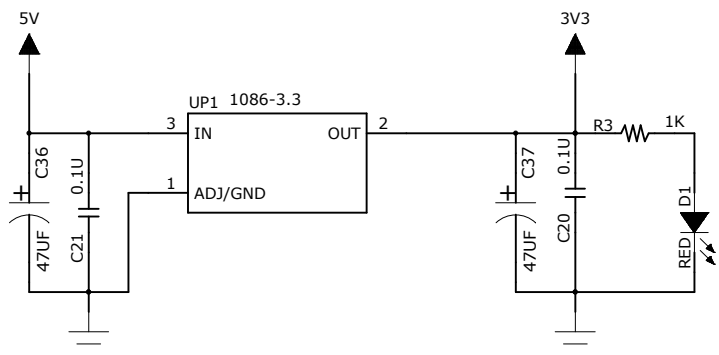 5V
3V3
UP1 1086-3.3
3 IN
OUT 2
1 ADJ/GND
C36
47UF
0.1U
C21
C37
47UF
0.1U
C20
R3 1K
D1
RED
+
+